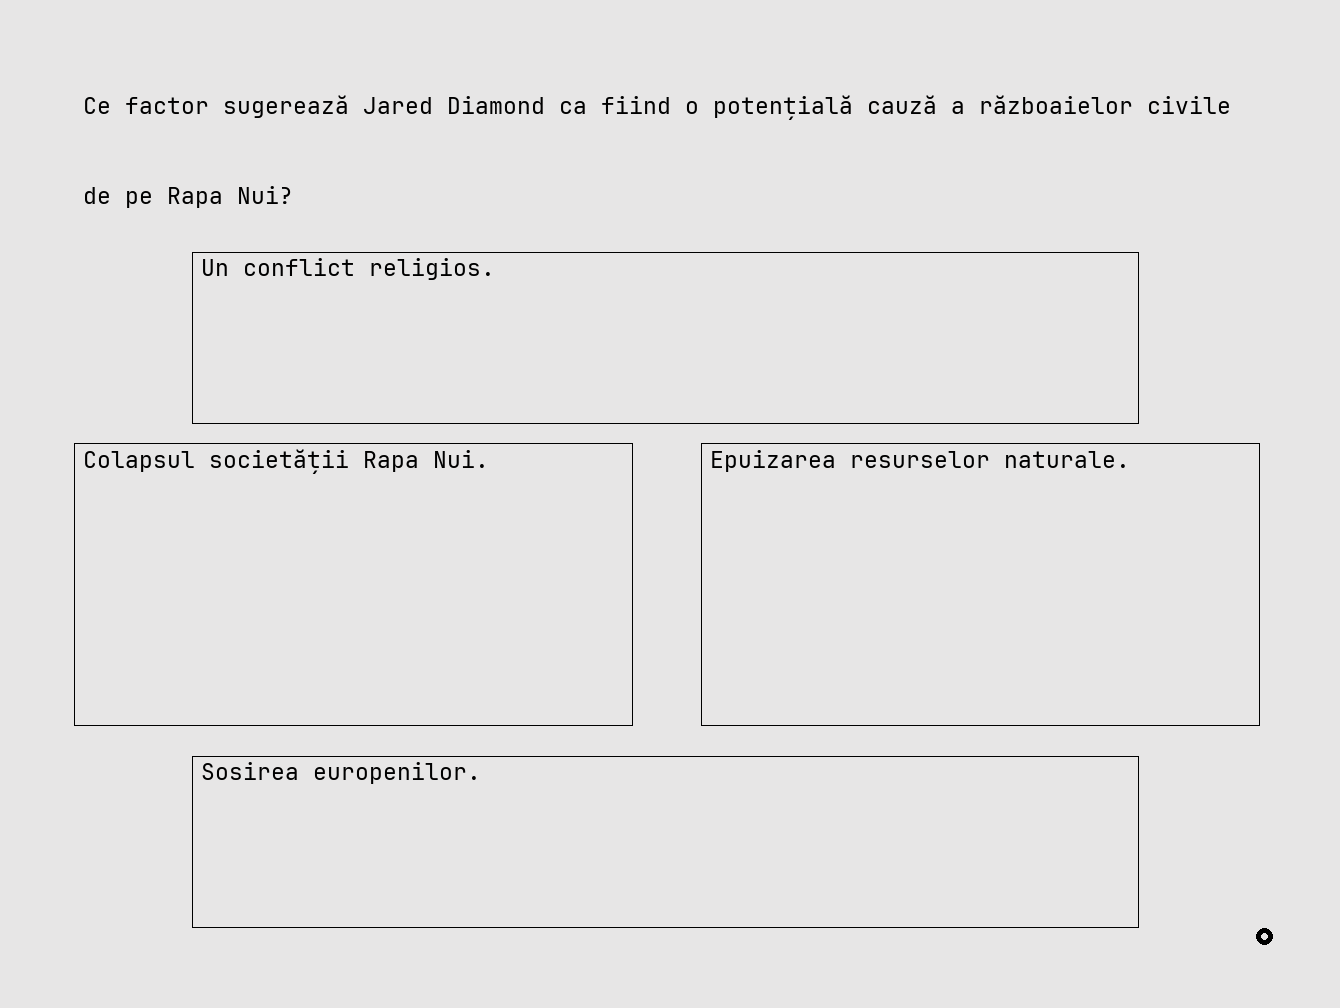 Ce factor sugerează Jared Diamond ca fiind o potențială cauză a războaielor civile
de pe Rapa Nui?
Un conflict religios.
Colapsul societății Rapa Nui.
Epuizarea resurselor naturale.
Sosirea europenilor.